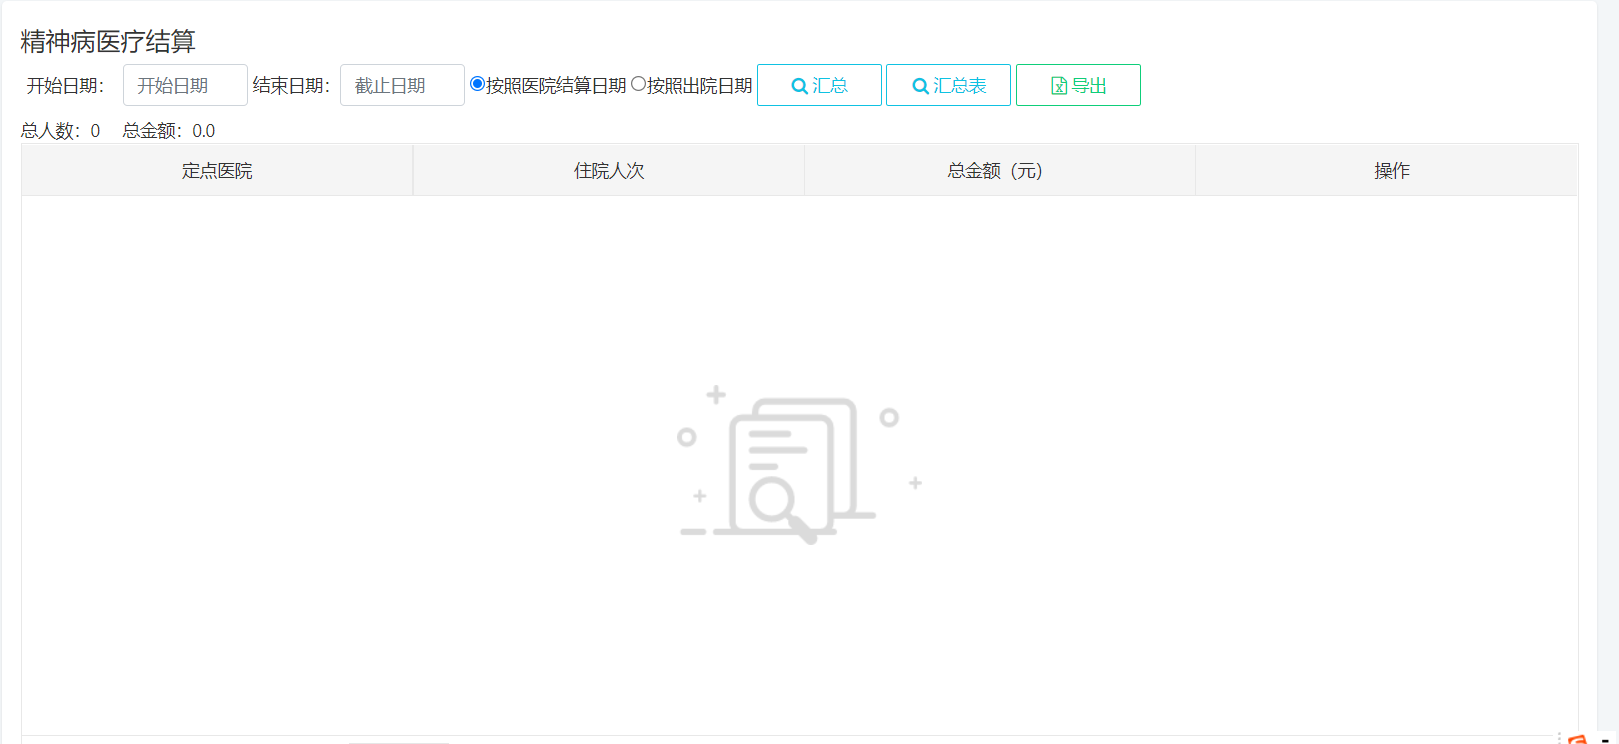 精神病医疗结算
开始日期： 开始日期 结束日期： 截止日期 按照医院结算日期 按照出院日期 汇总 汇总表 导出
总人数：0 总金额：0.0
定点医院 住院人次 总金额（元） 操作